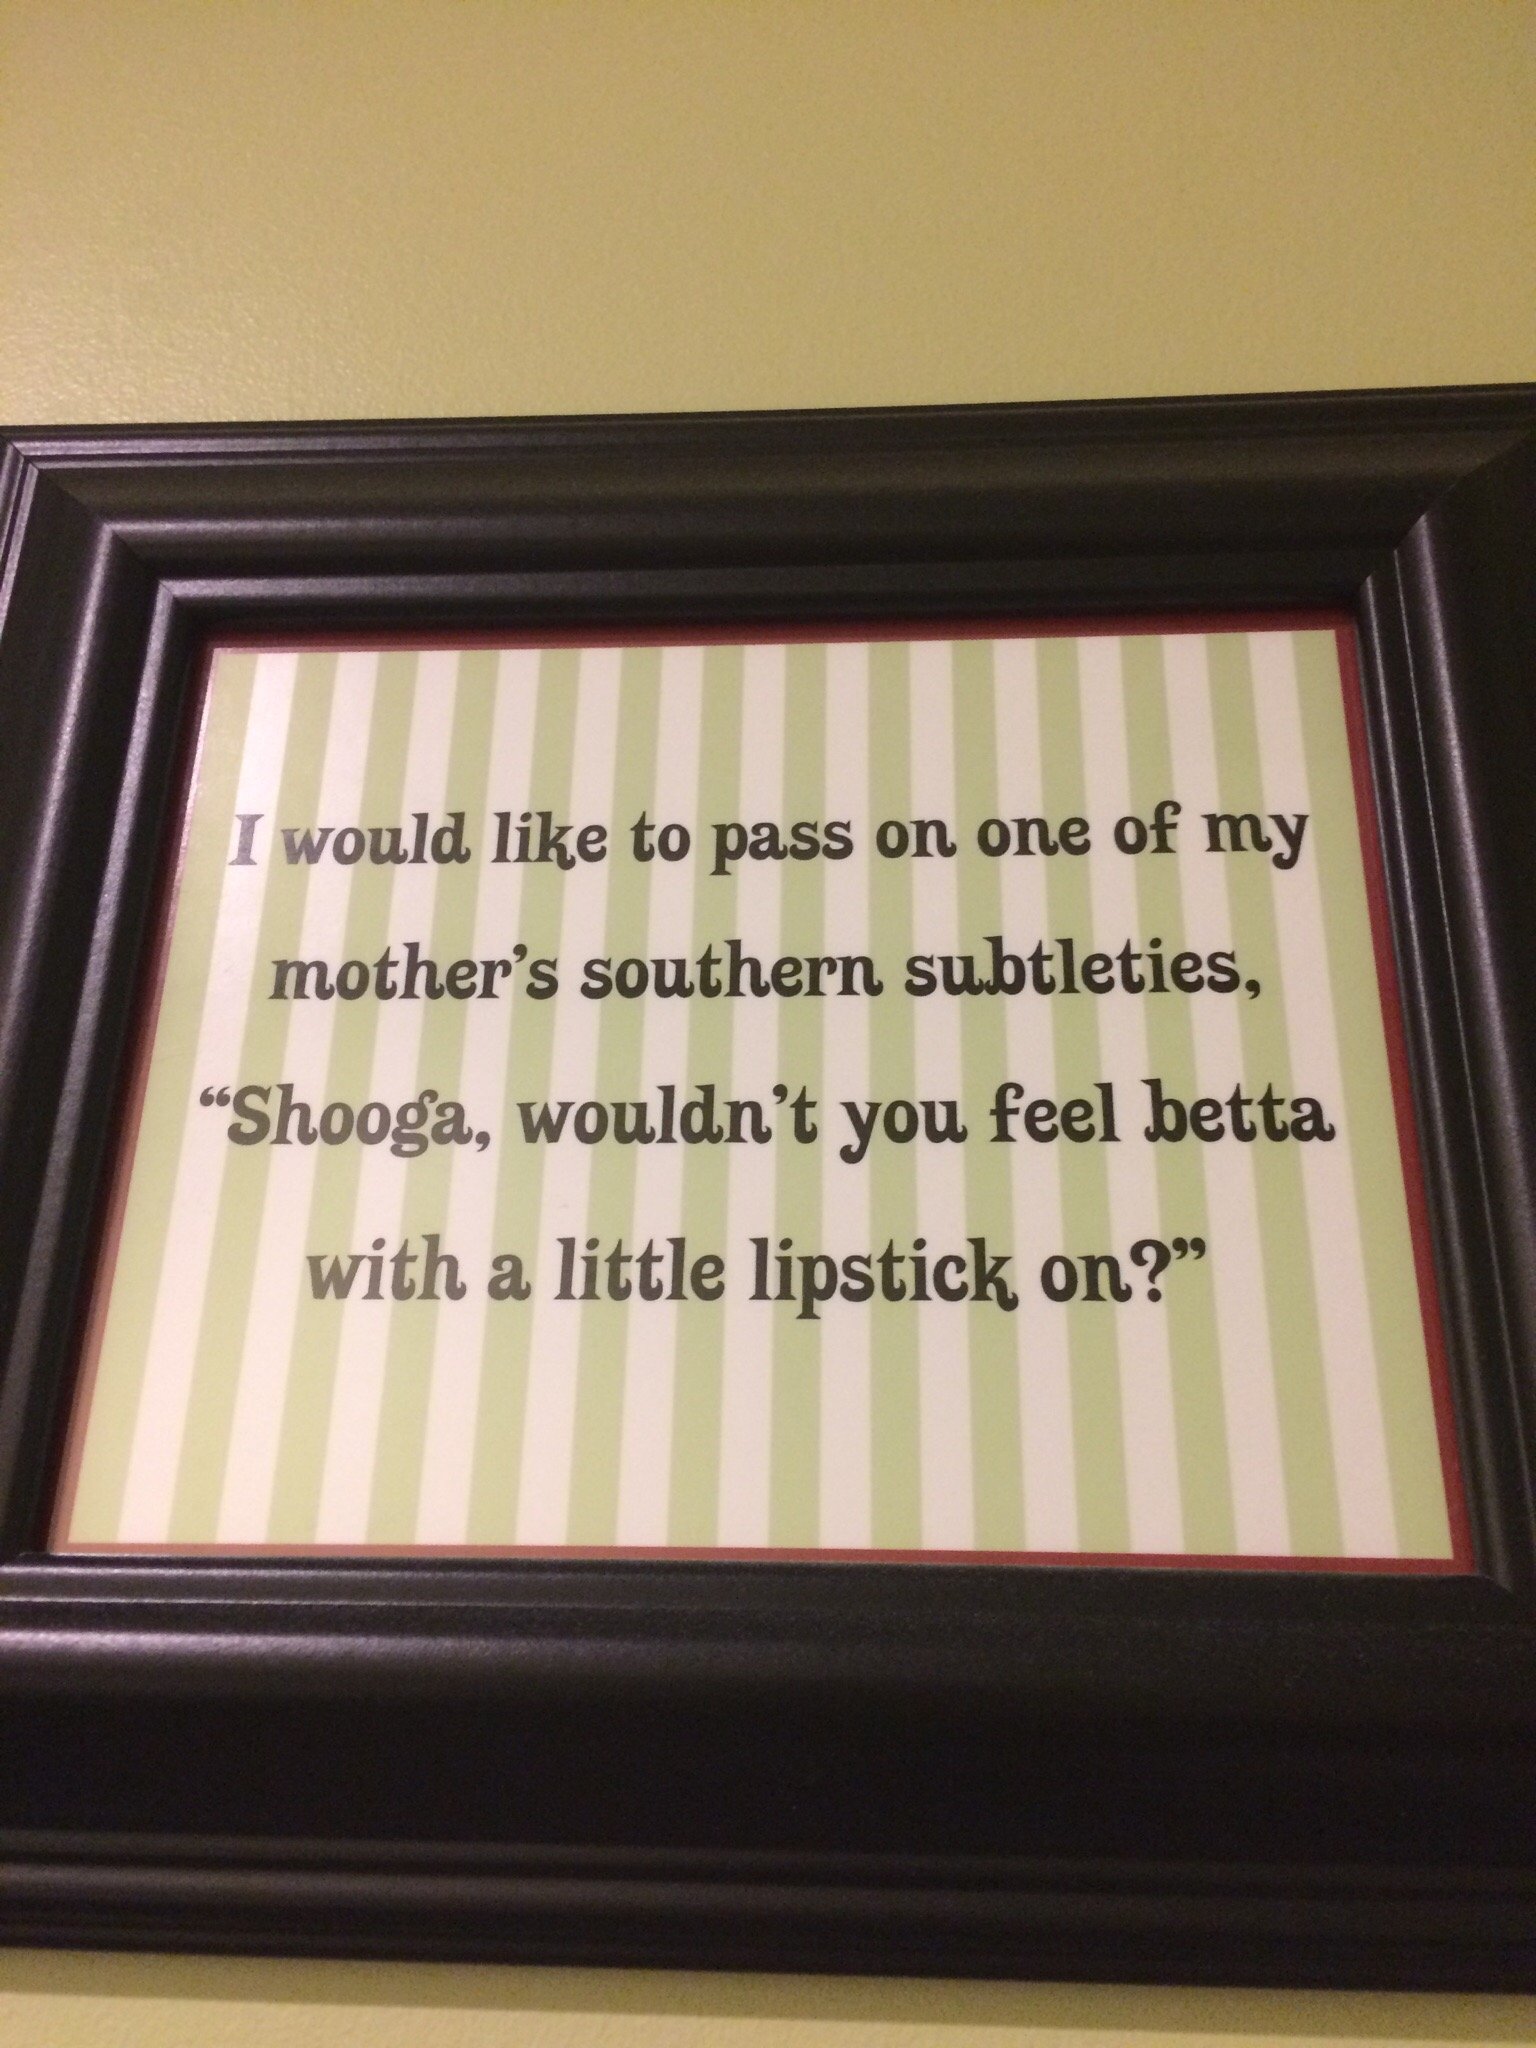 I would like to pass on one of my
mother’s southern subtleties,
“Shooga, wouldn’t you feel betta
with a little lipstick on?”